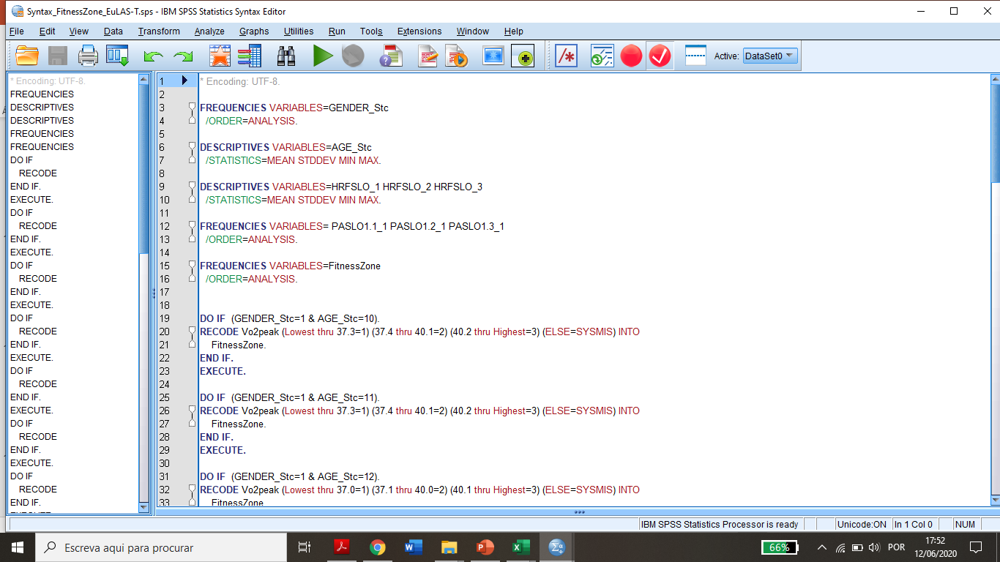 Syntax_FitnessZone_EuLAS-T.sps - IBM SPSS Statistics Syntax Editor
File Edit View Data Transform Analyze Graphs Utilities Run Tools Extensions Window Help
Active: DataSet0
* Encoding: UTF-8.
FREQUENCIES
DESCRIPTIVES
DESCRIPTIVES
FREQUENCIES
FREQUENCIES
DO IF
RECODE
END IF.
EXECUTE.
DO IF
RECODE
END IF.
EXECUTE.
DO IF
RECODE
END IF.
EXECUTE.
DO IF
RECODE
END IF.
EXECUTE.
DO IF
RECODE
END IF.
EXECUTE.
DO IF
RECODE
END IF.
EXECUTE.
DO IF
RECODE
END IF.
1 * Encoding: UTF-8.
2
3 FREQUENCIES VARIABLES=GENDER_Stc
4 /ORDER=ANALYSIS.
5
6 DESCRIPTIVES VARIABLES=AGE_Stc
7 /STATISTICS=MEAN STDDEV MIN MAX.
8
9 DESCRIPTIVES VARIABLES=HRFSLO_1 HRFSLO_2 HRFSLO_3
10 /STATISTICS=MEAN STDDEV MIN MAX.
11
12 FREQUENCIES VARIABLES= PASLO1.1_1 PASLO1.2_1 PASLO1.3_1
13 /ORDER=ANALYSIS.
14
15 FREQUENCIES VARIABLES=FitnessZone
16 /ORDER=ANALYSIS.
17
18
19 DO IF (GENDER_Stc=1 & AGE_Stc=10).
20 RECODE Vo2peak (Lowest thru 37.3=1) (37.4 thru 40.1=2) (40.2 thru Highest=3) (ELSE=SYSMIS) INTO
21 FitnessZone.
22 END IF.
23 EXECUTE.
24
25 DO IF (GENDER_Stc=1 & AGE_Stc=11).
26 RECODE Vo2peak (Lowest thru 37.3=1) (37.4 thru 40.1=2) (40.2 thru Highest=3) (ELSE=SYSMIS) INTO
27 FitnessZone.
28 END IF.
29 EXECUTE.
30
31 DO IF (GENDER_Stc=1 & AGE_Stc=12).
32 RECODE Vo2peak (Lowest thru 37.0=1) (37.1 thru 40.0=2) (40.1 thru Highest=3) (ELSE=SYSMIS) INTO
33 FitnessZone
IBM SPSS Statistics Processor is ready Unicode:ON In 1 Col 0 NUM
Escreva aqui para procurar
66%
POR
17:52
12/06/2020